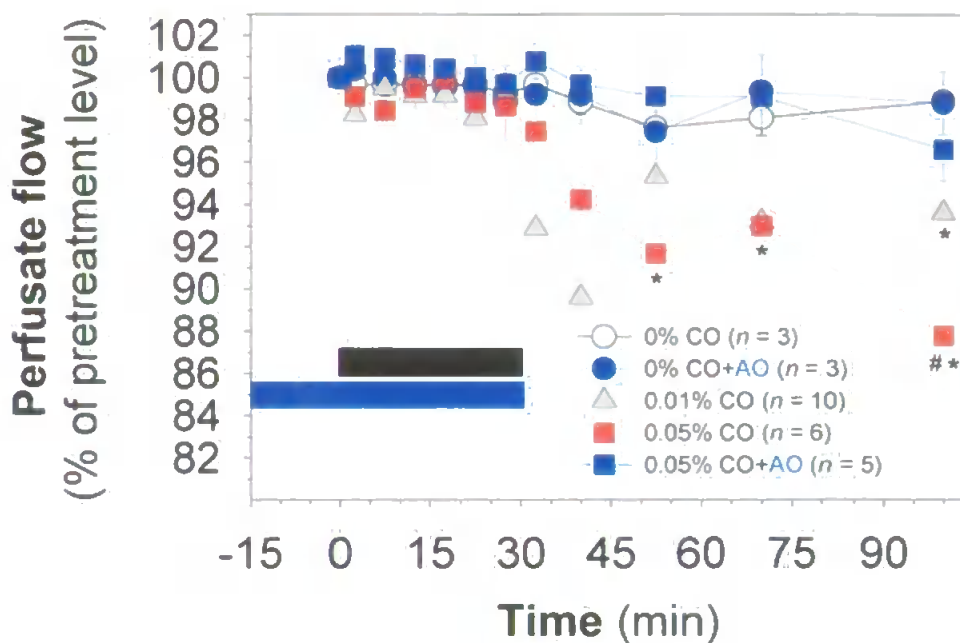 Perfusate flow
(% of pretreatment level)
102
100
98
96
94
92
90
88
86
84
82
0% CO (n = 3)
0% CO+AO (n = 3)
0.01% CO (n = 10)
0.05% CO (n = 6)
0.05% CO+AO (n = 5)
*
*
*
# *
-15 0 15 30 45 60 75 90
Time (min)